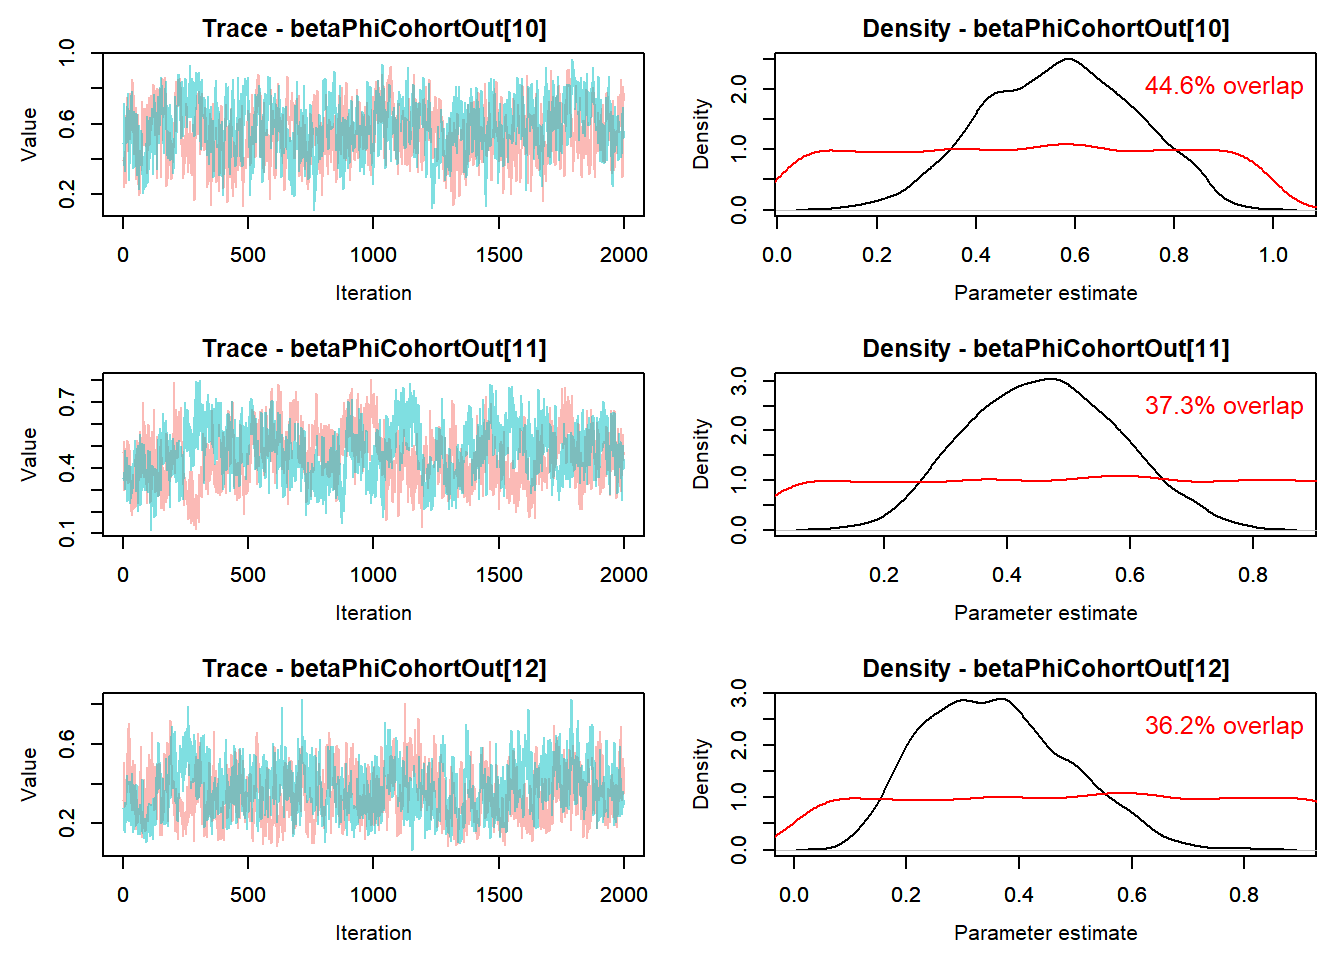 Trace - betaPhiCohortOut[10]
Value
0.2 0.6 1.0
0 500 1000 1500 2000
Iteration
Density - betaPhiCohortOut[10]
44.6% overlap
Density
0.0 1.0 2.0
0.0 0.2 0.4 0.6 0.8 1.0
Parameter estimate
Trace - betaPhiCohortOut[11]
Value
0.1 0.4 0.7
0 500 1000 1500 2000
Iteration
Density - betaPhiCohortOut[11]
37.3% overlap
Density
0.0 1.0 2.0 3.0
0.2 0.4 0.6 0.8
Parameter estimate
Trace - betaPhiCohortOut[12]
Value
0.2 0.6
0 500 1000 1500 2000
Iteration
Density - betaPhiCohortOut[12]
36.2% overlap
Density
0.0 1.0 2.0 3.0
0.0 0.2 0.4 0.6 0.8
Parameter estimate